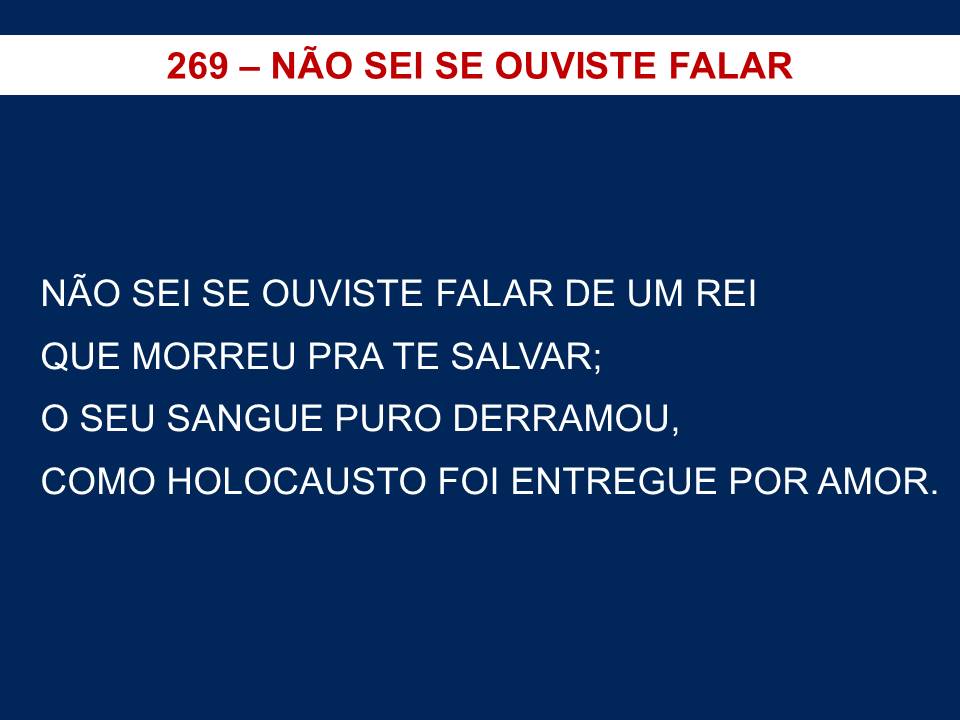 269 – NÃO SEI SE OUVISTE FALAR
NÃO SEI SE OUVISTE FALAR DE UM REI
QUE MORREU PRA TE SALVAR;
O SEU SANGUE PURO DERRAMOU,
COMO HOLOCAUSTO FOI ENTREGUE POR AMOR.